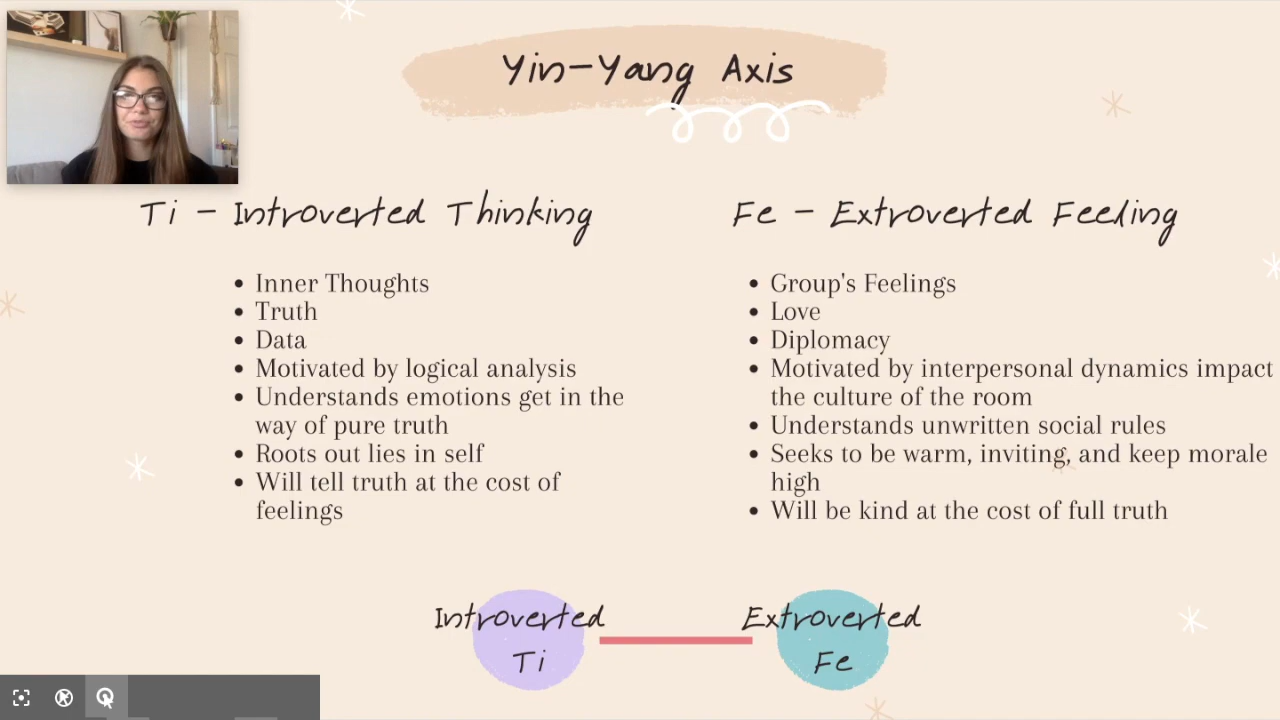 Yin-Yang Axis
Ti - Introverted Thinking
• Inner Thoughts
• Truth
• Data
• Motivated by logical analysis
• Understands emotions get in the
way of pure truth
• Roots out lies in self
• Will tell truth at the cost of
feelings
Fe - Extroverted Feeding
• Group's Feelings
• Love
• Diplomacy
• Motivated by interpersonal dynamics impact
the culture of the room
• Understands unwritten social rules
• Seeks to be warm, inviting, and keep morale
high
• Will be kind at the cost of full truth
Introverted
Ti
Extroverted
Fe